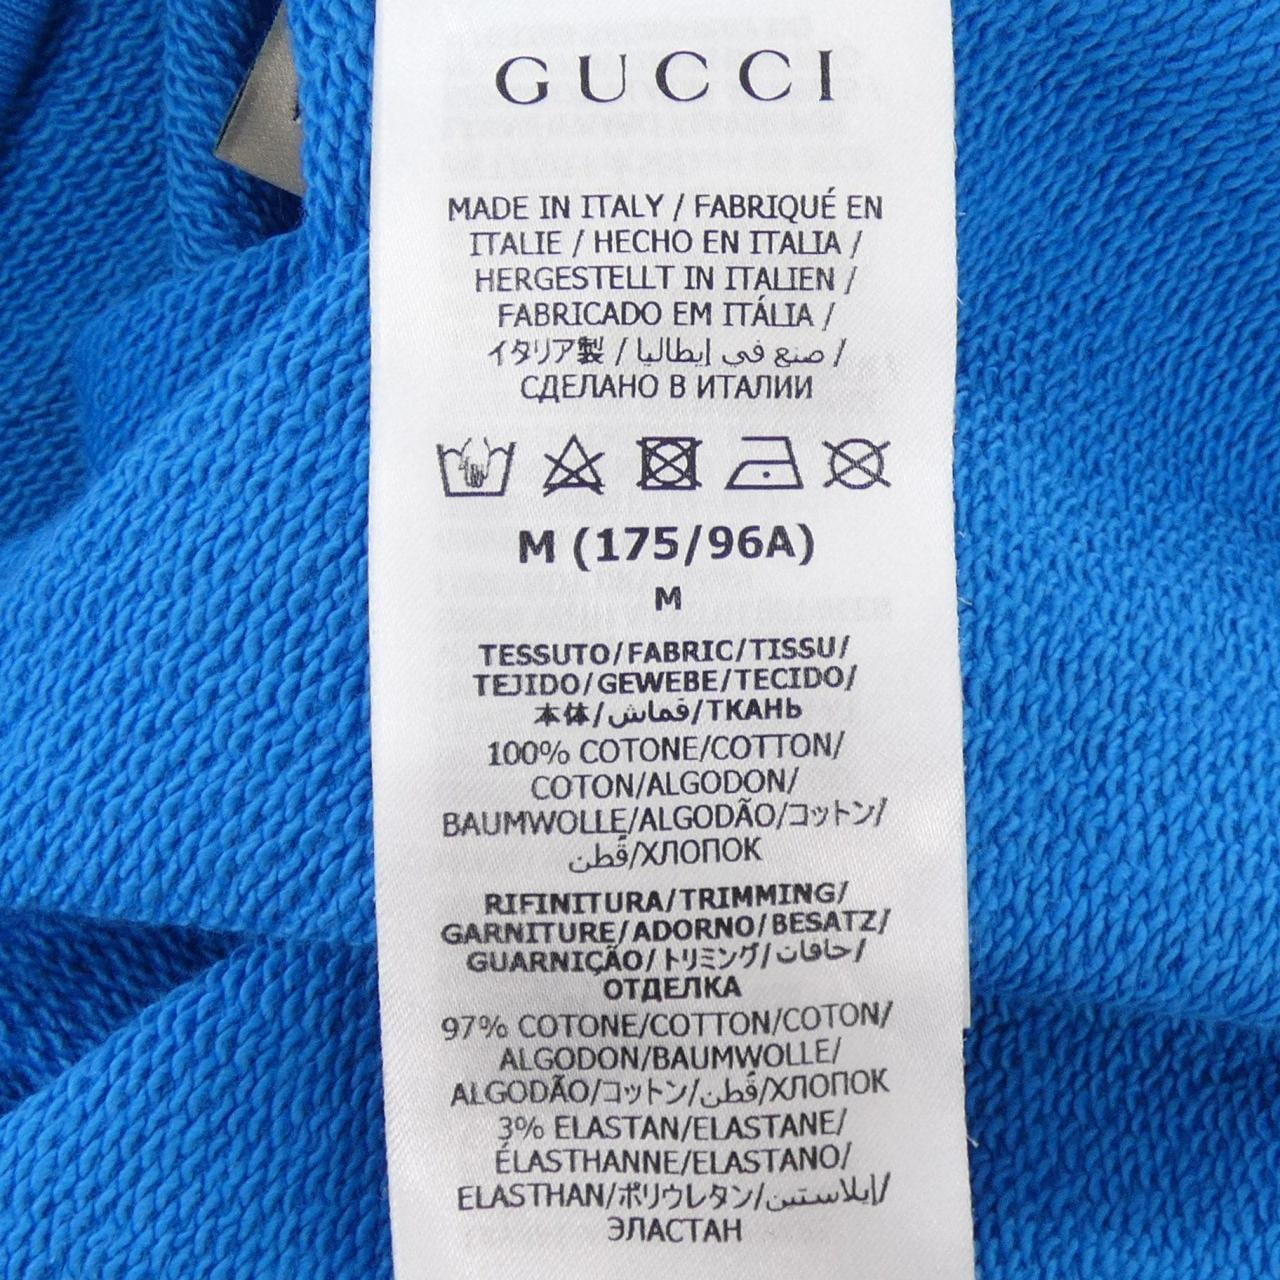 GUCCI
MADE IN ITALY / FABRIQUÉ EN
ITALIE / HECHO EN ITALIA /
HERGESTELLT IN ITALIEN /
FABRICADO EM ITÁLIA /
イタリア製 / صنع في إيطاليا /
СДЕЛАНО В ИТАЛИИ
M (175/96A)
M
TESSUTO/FABRIC/TISSU/
TEJIDO/GEWEBE/TECIDO/
本体/قماش/ТКАНЬ
100% COTONE/COTTON/
COTON/ALGODON/
BAUMWOLLE/ALGODÃO/コットン/
قطن/ХЛОПОК
RIFINITURA/TRIMMING/
GARNITURE/ADORNO/BESATZ/
GUARNIÇÃO/トリミング/حافات/
ОТДЕЛКА
97% COTONE/COTTON/COTON/
ALGODON/BAUMWOLLE/
ALGODÃO/コットン/قطن/ХЛОПОК
3% ELASTAN/ELASTANE/
ÉLASTHANNE/ELASTANO/
ELASTHAN/ポリウレタン/إيلاستين/
ЭЛАСТАН